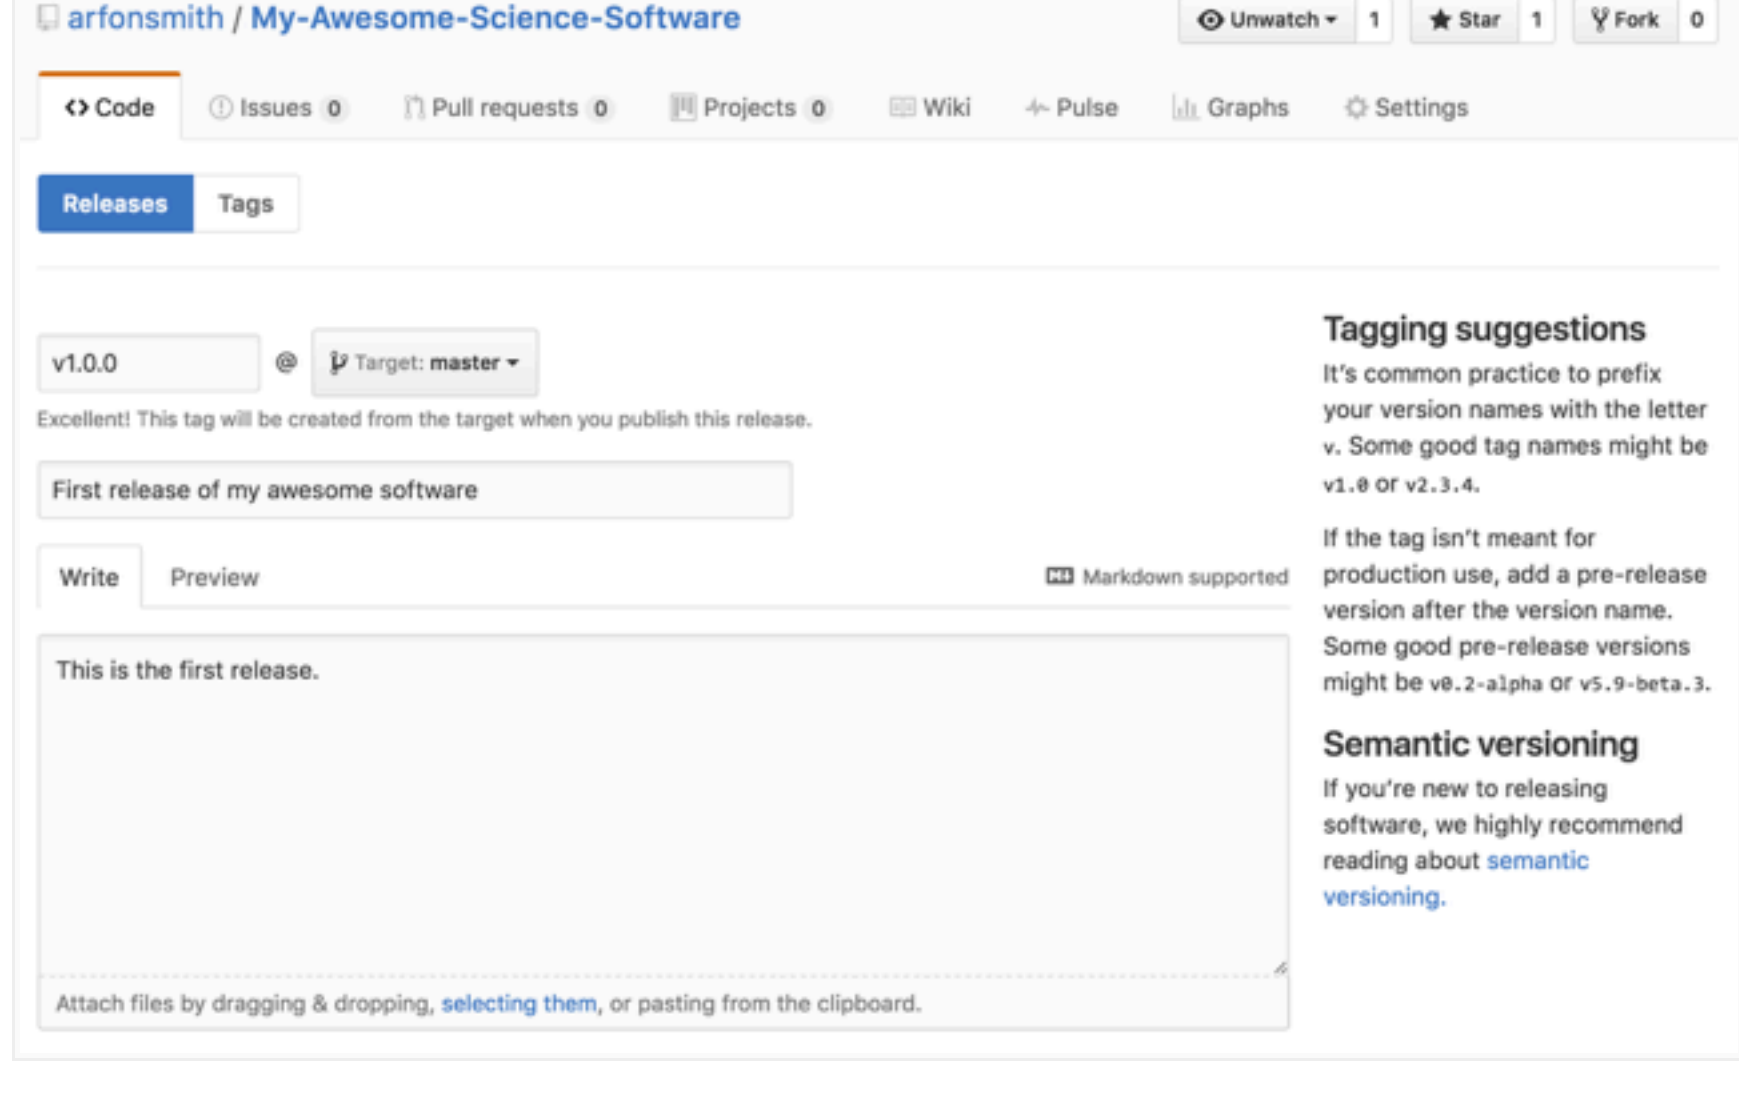 arfonsmith / My-Awesome-Science-Software
Unwatch 1 Star 1 Fork 0
Code Issues 0 Pull requests 0 Projects 0 Wiki Pulse Graphs Settings
Releases Tags
v1.0.0 @ Target: master
Excellent! This tag will be created from the target when you publish this release.
First release of my awesome software
Write Preview Markdown supported
This is the first release.
Attach files by dragging & dropping, selecting them, or pasting from the clipboard.
Tagging suggestions
It's common practice to prefix
your version names with the letter
v. Some good tag names might be
v1.0 or v2.3.4.
If the tag isn't meant for
production use, add a pre-release
version after the version name.
Some good pre-release versions
might be v0.2-alpha or v5.9-beta.3.
Semantic versioning
If you're new to releasing
software, we highly recommend
reading about semantic
versioning.